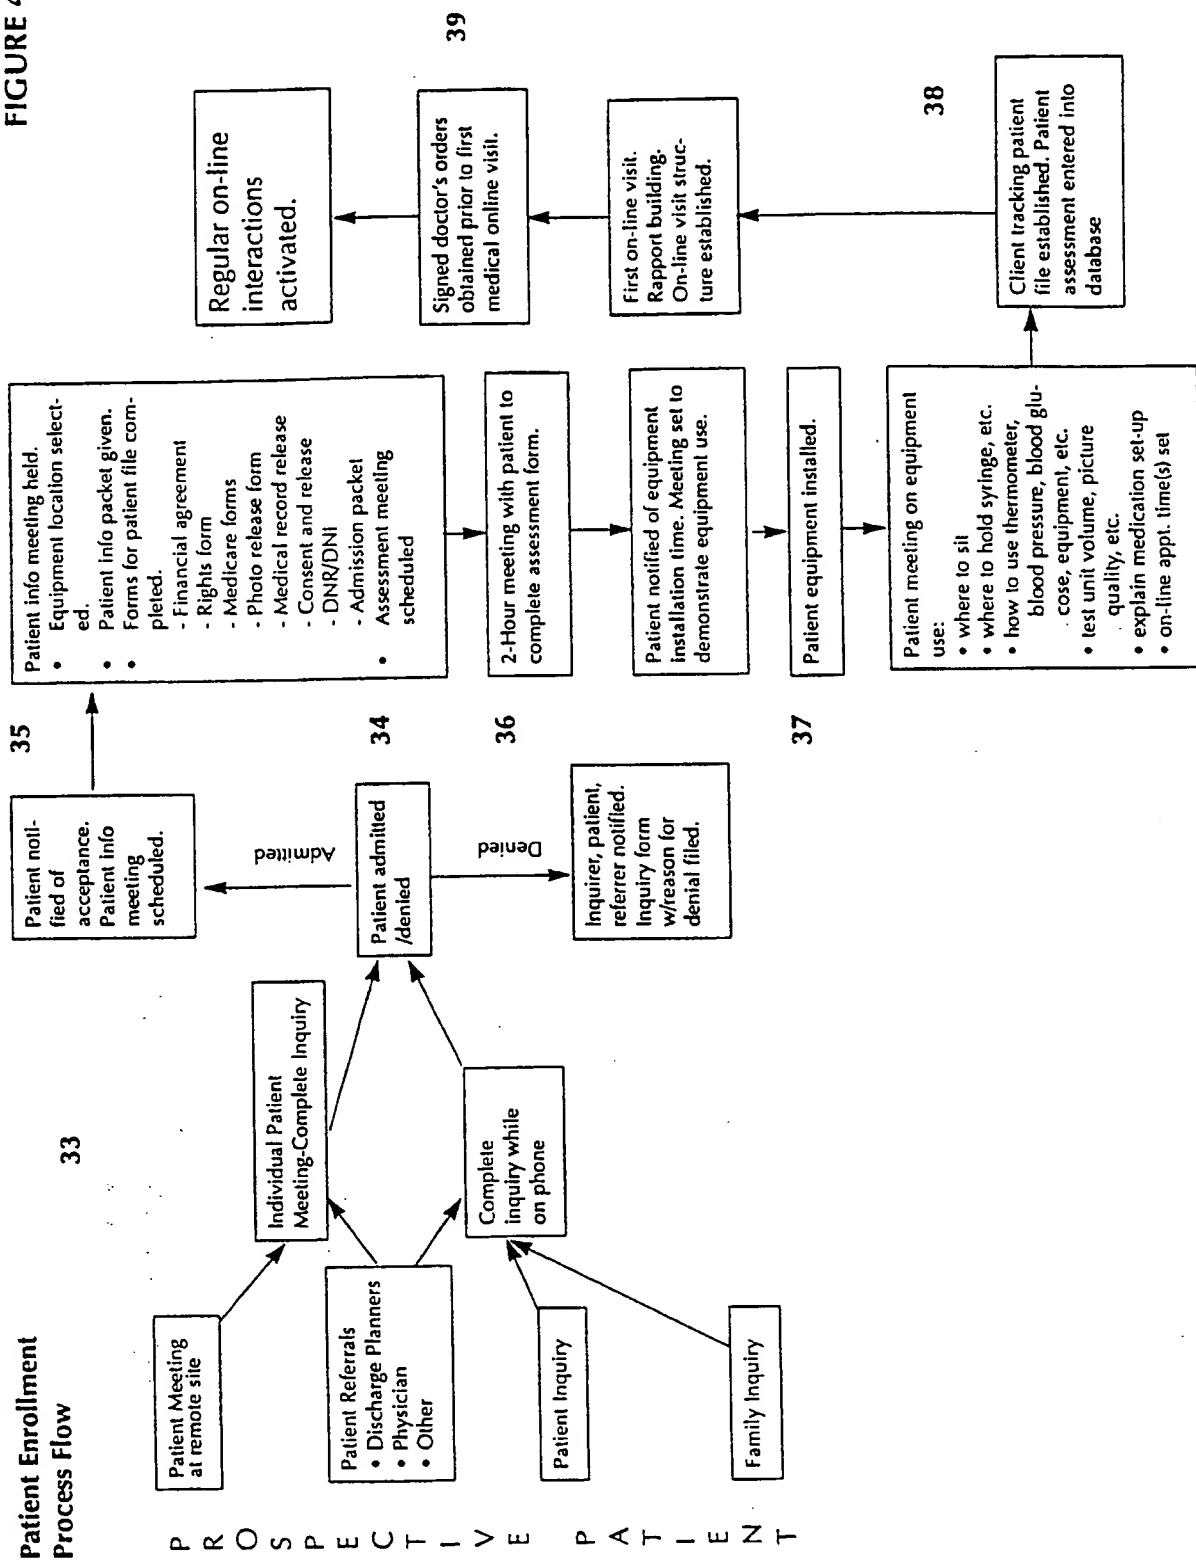 FIGURE 4
Patient Enrollment
Process Flow
PROSPECTIVE PATIENT
33
Patient Meeting
at remote site
Patient Referrals
• Discharge Planners
• Physician
• Other
Patient Inquiry
Family Inquiry
Individual Patient
Meeting-Complete Inquiry
Complete
inquiry while
on phone
34
Patient admitted
/denied
Admitted
Denied
Patient noti-
fied of
acceptance.
Patient info
meeting
scheduled.
Inquirer, patient,
referrer notified.
Inquiry form
w/reason for
denial filed.
35
Patient info meeting held.
• Equipment location select-
ed.
• Patient info packet given.
• Forms for patient file com-
pleted.
- Financial agreement
- Rights form
- Medicare forms
- Photo release form
- Medical record release
- Consent and release
- DNR/DNI
- Admission packet
• Assessment meeting
scheduled
36
2-Hour meeting with patient to
complete assessment form.
Patient notified of equipment
installation time. Meeting set to
demonstrate equipment use.
37
Patient equipment installed.
Patient meeting on equipment
use:
• where to sit
• where to hold syringe, etc.
• how to use thermometer,
blood pressure, blood glu-
cose, equipment, etc.
• test unit volume, picture
quality, etc.
• explain medication set-up
• on-line appt. time(s) set
38
Client tracking patient
file established. Patient
assessment entered into
database
First on-line visit.
Rapport building.
On-line visit struc-
ture established.
39
Signed doctor's orders
obtained prior to first
medical online visit.
Regular on-line
interactions
activated.